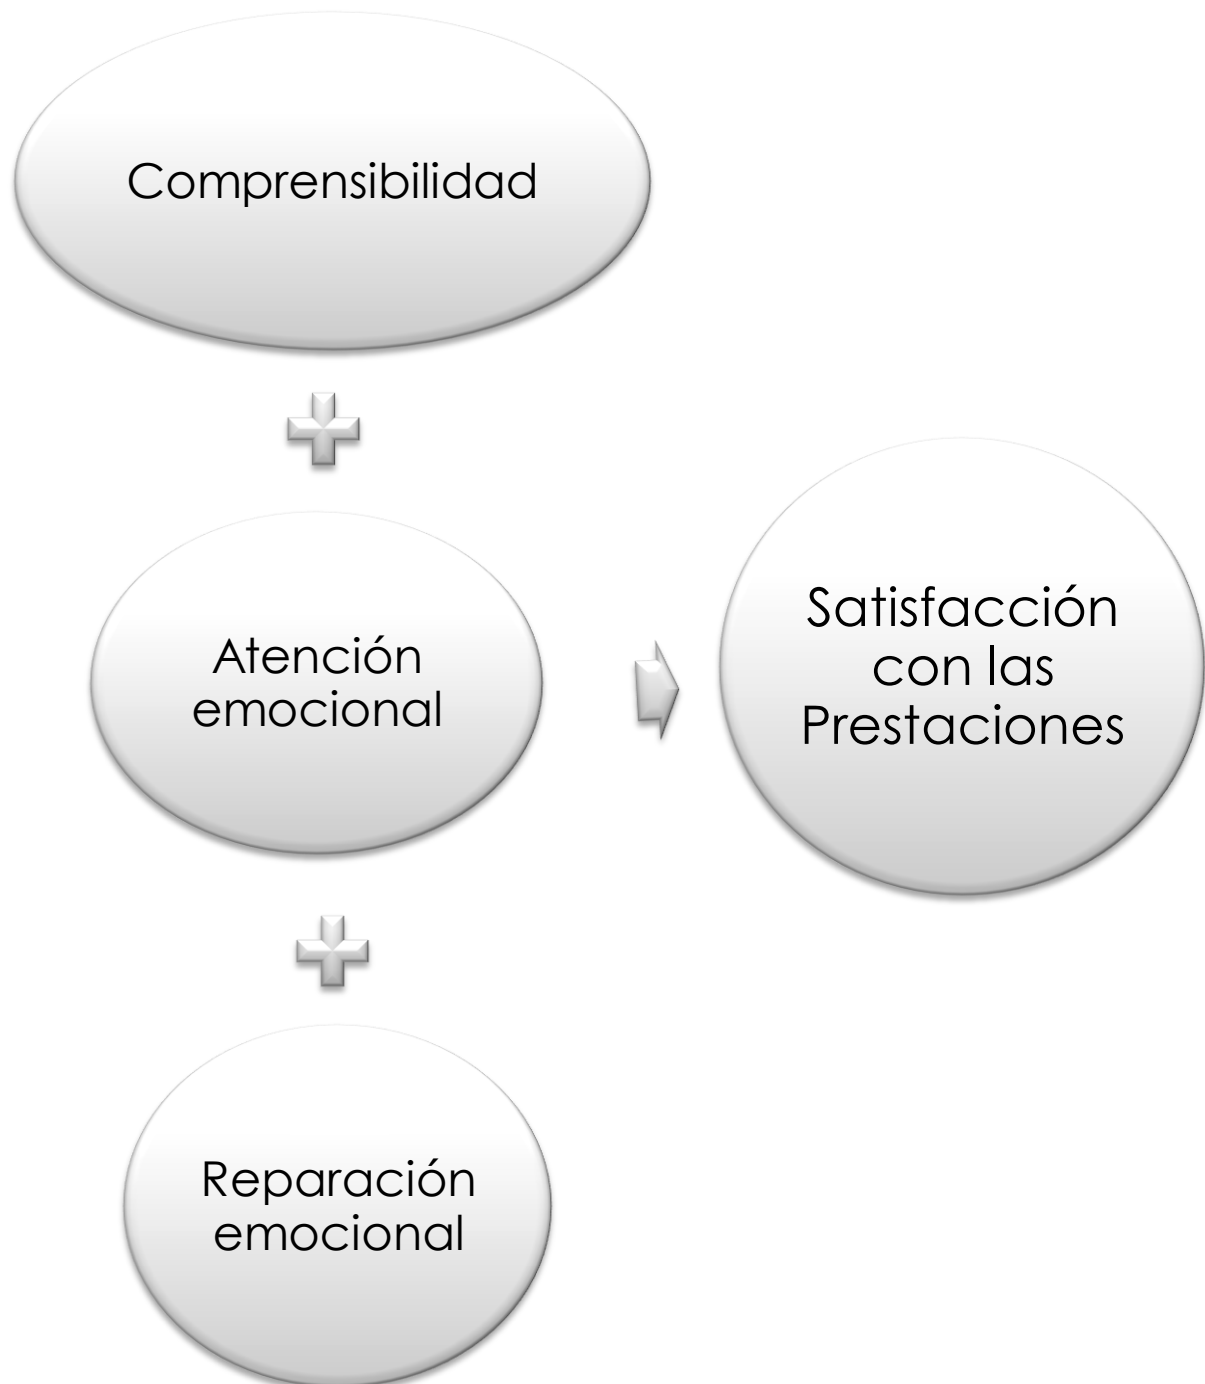 Comprensibilidad
Atención
emocional
Satisfacción
con las
Prestaciones
Reparación
emocional